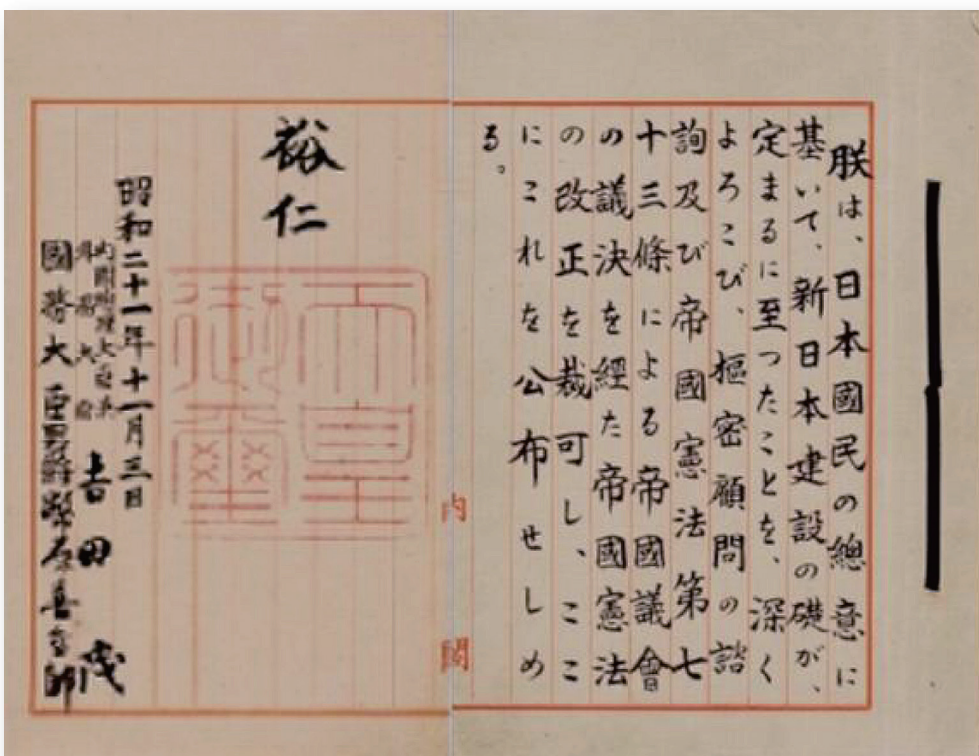 朕は、日本國民の總意に
基いて、新日本建設の礎が、
定まるに至つたことを、深く
よろこび、樞密顧問の諮
詢及び帝國憲法第七
十三條による帝國議會
の議決を經た帝國憲法
の改正を裁可し、ここ
にこれを公布せしめ
る。
内閣
裕仁
天皇
御璽
昭和二十一年十一月三日
内閣總理大臣兼
外務大臣
吉田茂
國務大臣男爵幣原喜重郎